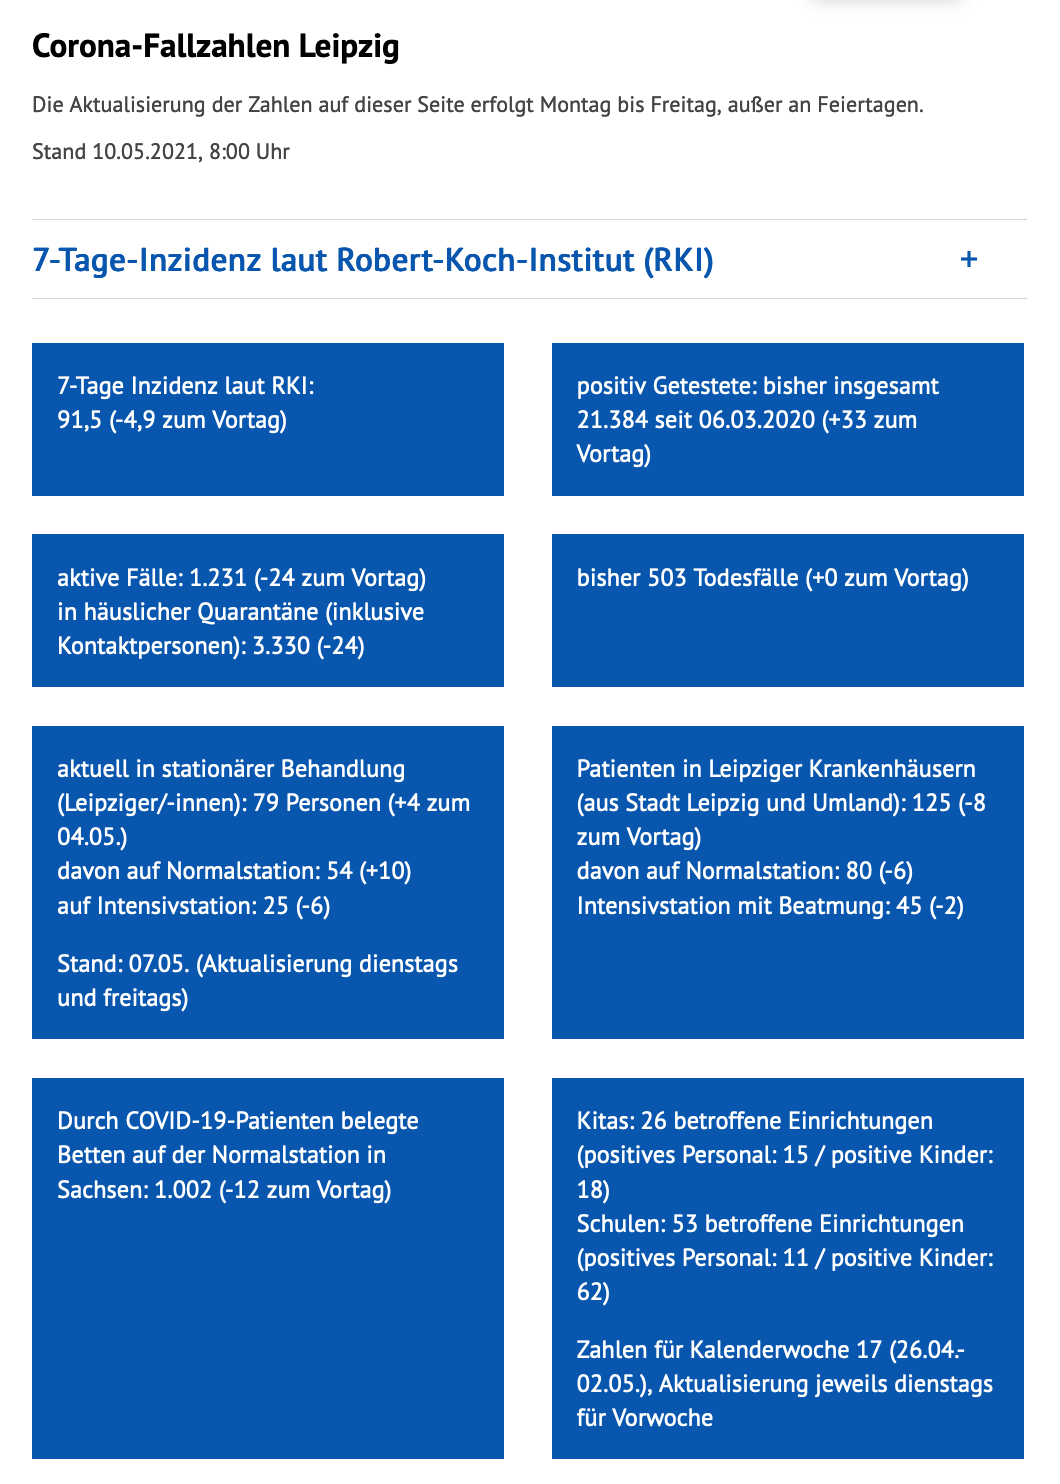 Corona-Fallzahlen Leipzig
Die Aktualisierung der Zahlen auf dieser Seite erfolgt Montag bis Freitag, außer an Feiertagen.
Stand 10.05.2021, 8:00 Uhr
7-Tage-Inzidenz laut Robert-Koch-Institut (RKI) +
7-Tage Inzidenz laut RKI:
91,5 (-4,9 zum Vortag)
positiv Getestete: bisher insgesamt
21.384 seit 06.03.2020 (+33 zum
Vortag)
aktive Fälle: 1.231 (-24 zum Vortag)
in häuslicher Quarantäne (inklusive
Kontaktpersonen): 3.330 (-24)
bisher 503 Todesfälle (+0 zum Vortag)
aktuell in stationärer Behandlung
(Leipziger/-innen): 79 Personen (+4 zum
04.05.)
davon auf Normalstation: 54 (+10)
auf Intensivstation: 25 (-6)
Stand: 07.05. (Aktualisierung dienstags
und freitags)
Patienten in Leipziger Krankenhäusern
(aus Stadt Leipzig und Umland): 125 (-8
zum Vortag)
davon auf Normalstation: 80 (-6)
Intensivstation mit Beatmung: 45 (-2)
Durch COVID-19-Patienten belegte
Betten auf der Normalstation in
Sachsen: 1.002 (-12 zum Vortag)
Kitas: 26 betroffene Einrichtungen
(positives Personal: 15 / positive Kinder:
18)
Schulen: 53 betroffene Einrichtungen
(positives Personal: 11 / positive Kinder:
62)
Zahlen für Kalenderwoche 17 (26.04.-
02.05.), Aktualisierung jeweils dienstags
für Vorwoche